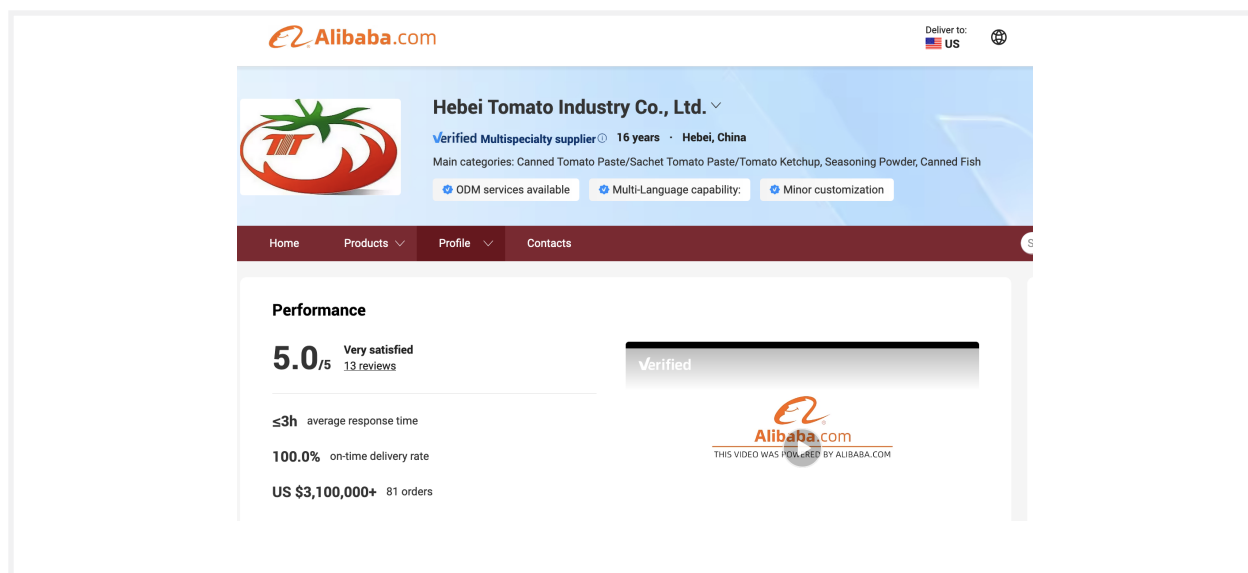 Alibaba.com
Deliver to:
US
Hebei Tomato Industry Co., Ltd.
Verified Multispecialty supplier 16 years · Hebei, China
Main categories: Canned Tomato Paste/Sachet Tomato Paste/Tomato Ketchup, Seasoning Powder, Canned Fish
ODM services available Multi-Language capability: Minor customization
Home Products Profile Contacts S
Performance
5.0/5 Very satisfied
13 reviews
Verified
≤3h average response time
Alibaba.com
THIS VIDEO WAS POWERED BY ALIBABA.COM
100.0% on-time delivery rate
US $3,100,000+ 81 orders